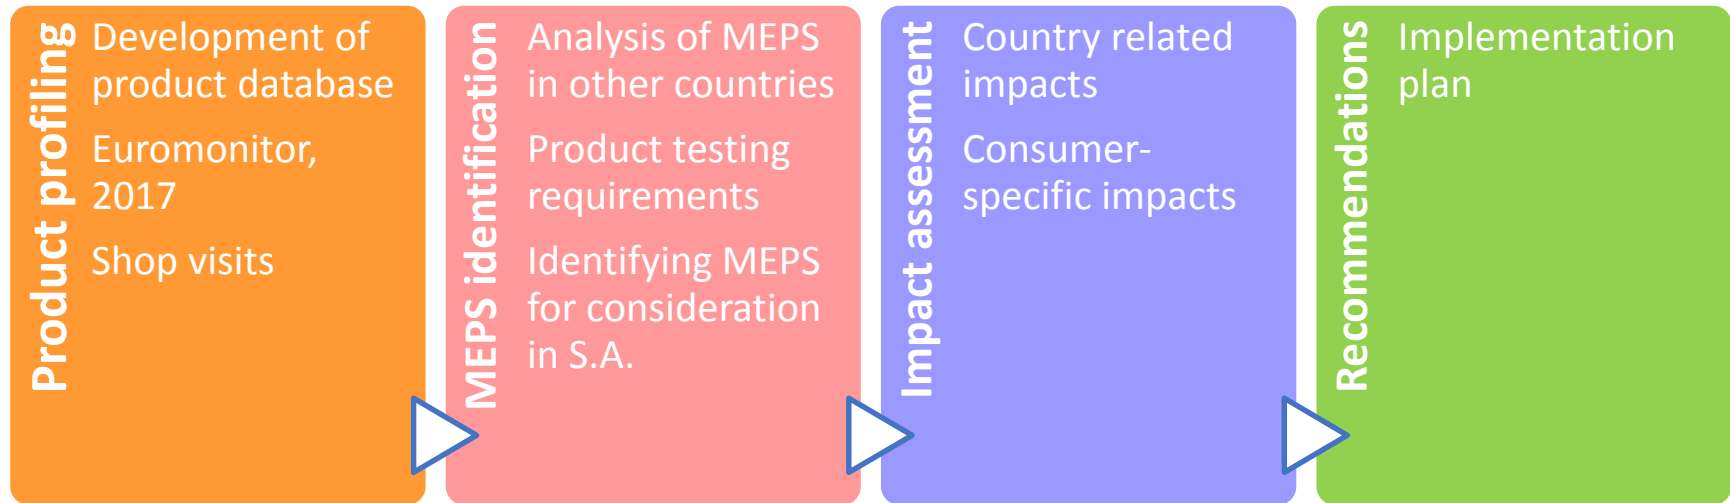 Product profiling
Development of
product database
Euromonitor,
2017
Shop visits
MEPS identification
Analysis of MEPS
in other countries
Product testing
requirements
Identifying MEPS
for consideration
in S.A.
Impact assessment
Country related
impacts
Consumer-
specific impacts
Recommendations
Implementation
plan